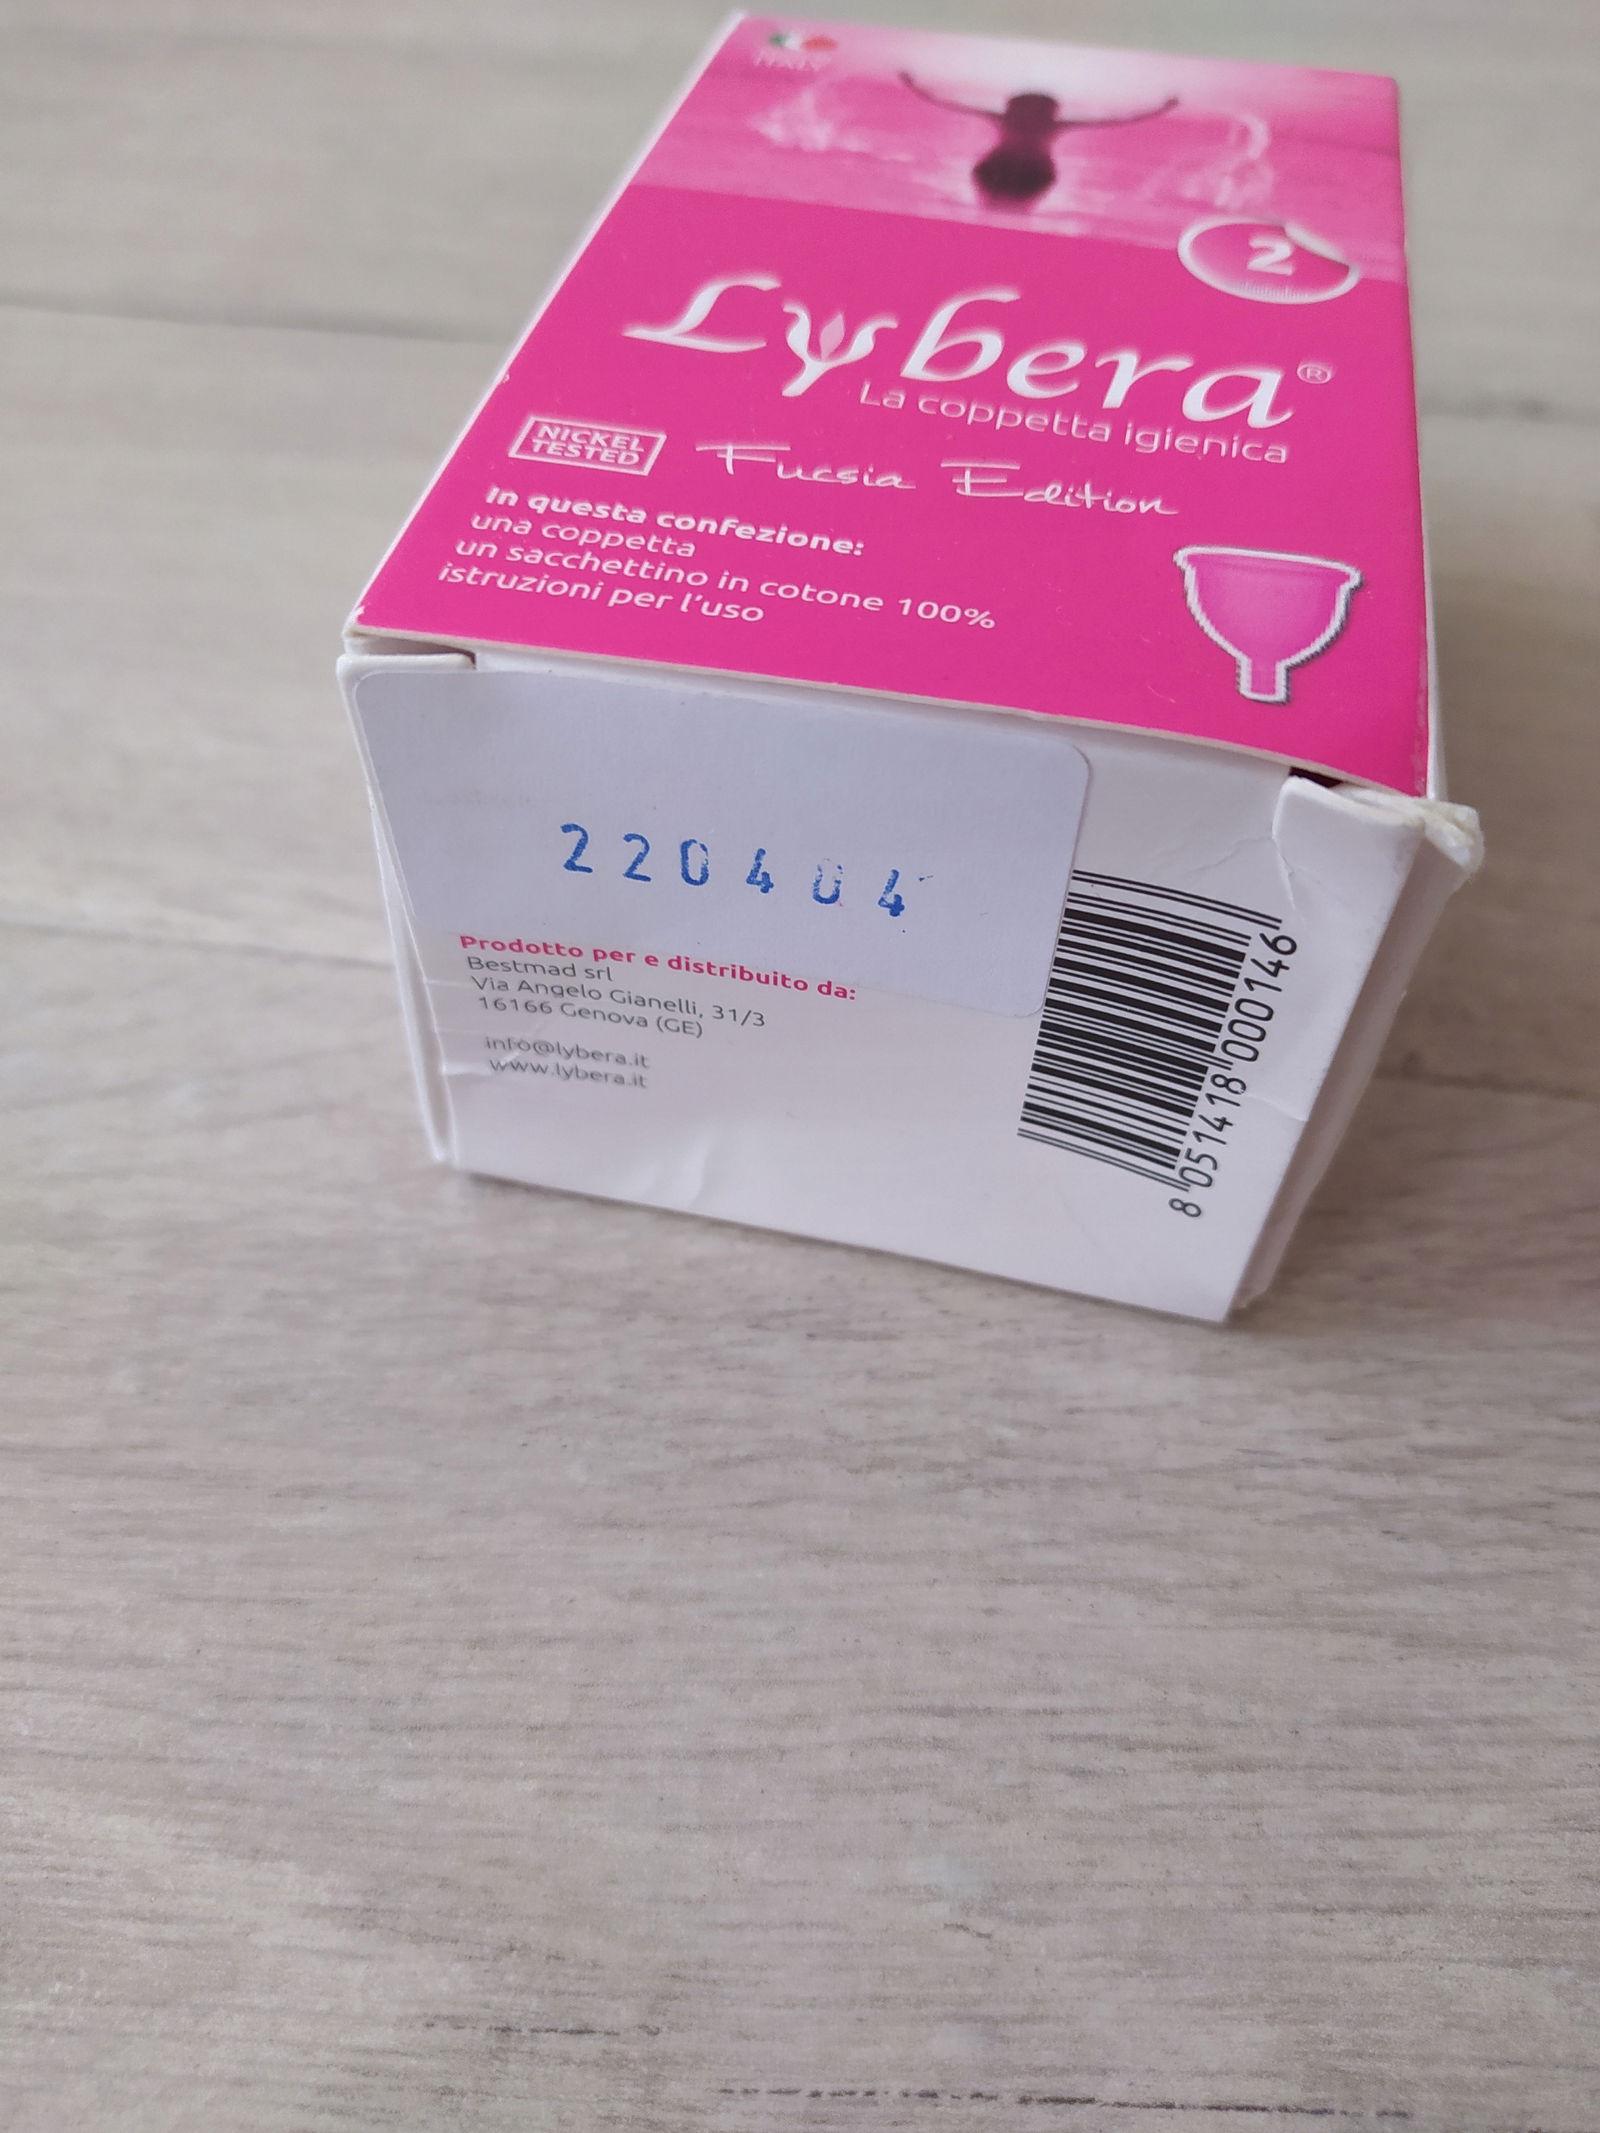 ITALY
2
Lybera®
La coppetta igienica
NICKEL
TESTED
Fucsia Edition
In questa confezione:
una coppetta
un sacchettino in cotone 100%
istruzioni per l'uso
220404
Prodotto per e distribuito da:
Bestmad srl
Via Angelo Gianelli, 31/3
16166 Genova (GE)
info@lybera.it
www.lybera.it
8 051418 000146